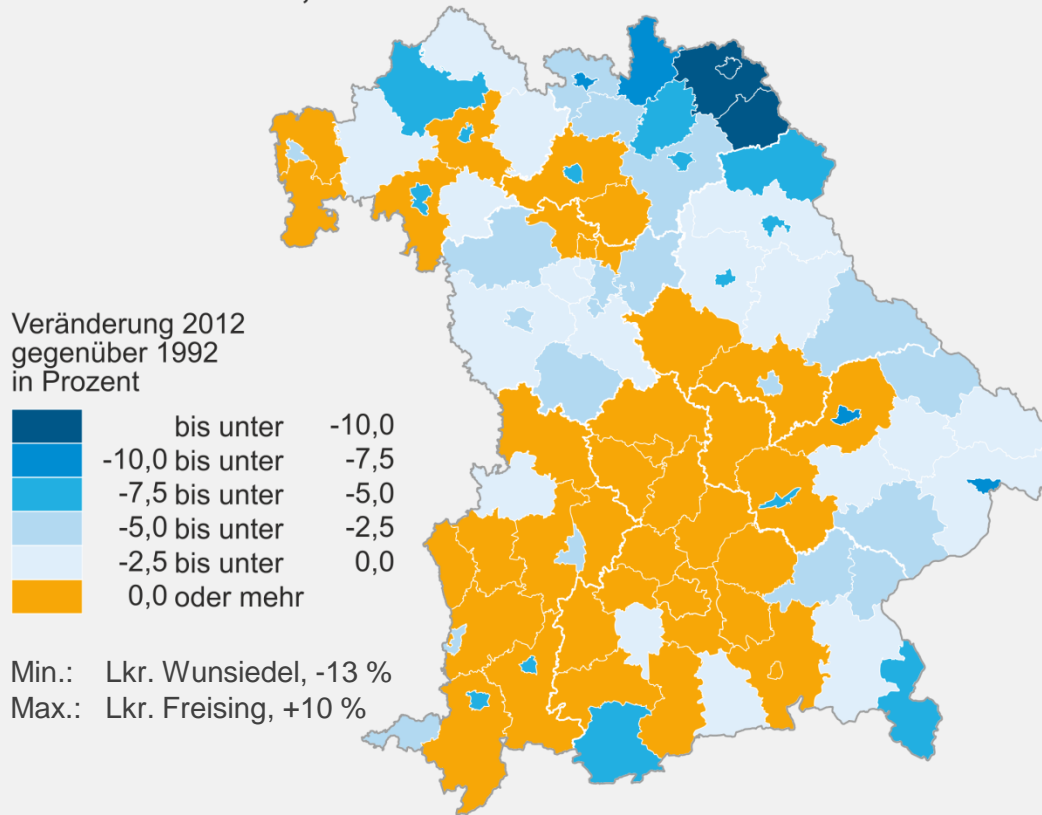 Veränderung 2012
gegenüber 1992
in Prozent
bis unter -10,0
-10,0 bis unter -7,5
-7,5 bis unter -5,0
-5,0 bis unter -2,5
-2,5 bis unter 0,0
0,0 oder mehr
Min.: Lkr. Wunsiedel, -13 %
Max.: Lkr. Freising, +10 %